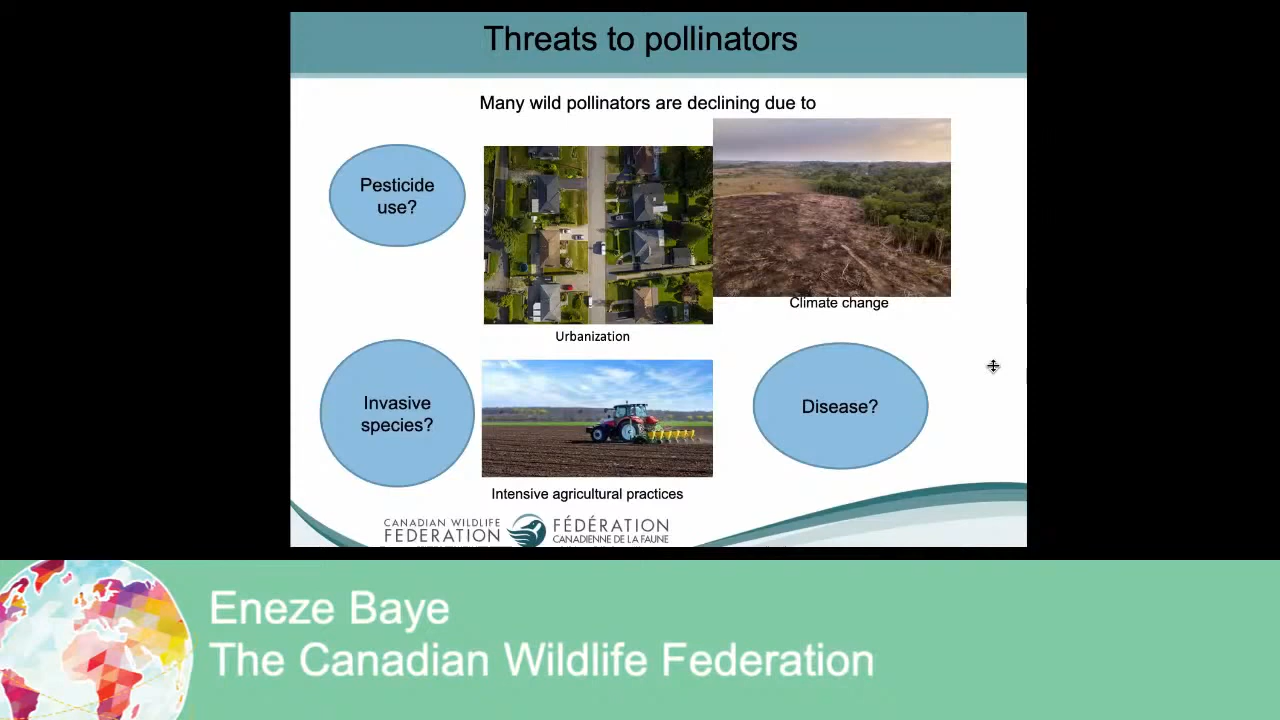 Threats to pollinators
Many wild pollinators are declining due to
Pesticide
use?
Climate change
Urbanization
Invasive
species?
Disease?
Intensive agricultural practices
CANADIAN WILDLIFE
FEDERATION
FÉDÉRATION
CANADIENNE DE LA FAUNE
Eneze Baye
The Canadian Wildlife Federation